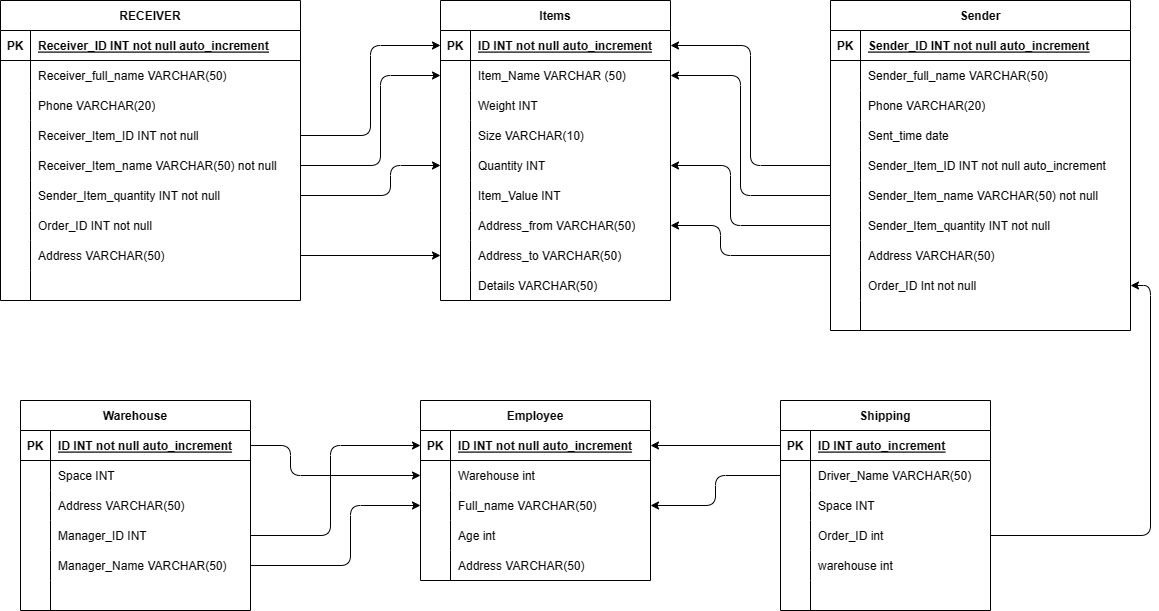 RECEIVER
PK Receiver_ID INT not null auto_increment
Receiver_full_name VARCHAR(50)
Phone VARCHAR(20)
Receiver_Item_ID INT not null
Receiver_Item_name VARCHAR(50) not null
Sender_Item_quantity INT not null
Order_ID INT not null
Address VARCHAR(50)
Items
PK ID INT not null auto_increment
Item_Name VARCHAR (50)
Weight INT
Size VARCHAR(10)
Quantity INT
Item_Value INT
Address_from VARCHAR(50)
Address_to VARCHAR(50)
Details VARCHAR(50)
Sender
PK Sender_ID INT not null auto_increment
Sender_full_name VARCHAR(50)
Phone VARCHAR(20)
Sent_time date
Sender_Item_ID INT not null auto_increment
Sender_Item_name VARCHAR(50) not null
Sender_Item_quantity INT not null
Address VARCHAR(50)
Order_ID Int not null
Warehouse
PK ID INT not null auto_increment
Space INT
Address VARCHAR(50)
Manager_ID INT
Manager_Name VARCHAR(50)
Employee
PK ID INT not null auto_increment
Warehouse int
Full_name VARCHAR(50)
Age int
Address VARCHAR(50)
Shipping
PK ID INT auto_increment
Driver_Name VARCHAR(50)
Space INT
Order_ID int
warehouse int